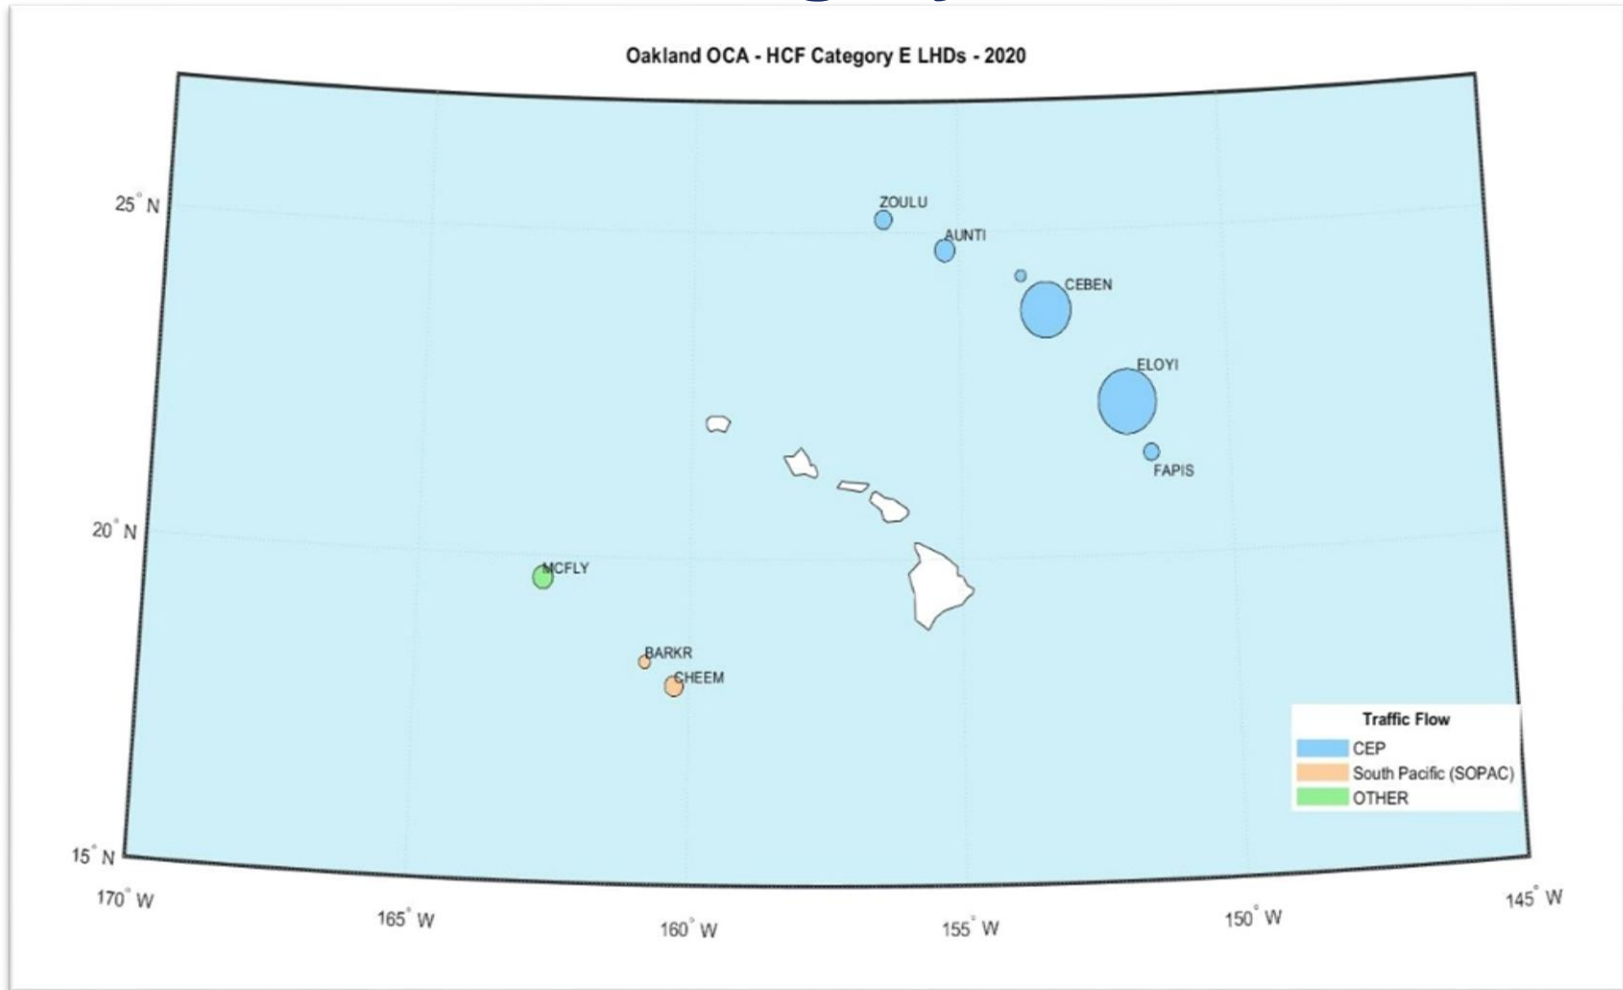 Oakland OCA - HCF Category E LHDs - 2020
25° N
ZOULU
AUNTI
CEBEN
ELOYI
FAPIS
20° N
MCFLY
BARKR
CHEEM
Traffic Flow
CEP
South Pacific (SOPAC)
OTHER
15° N
170° W
165° W
160° W
155° W
150° W
145° W